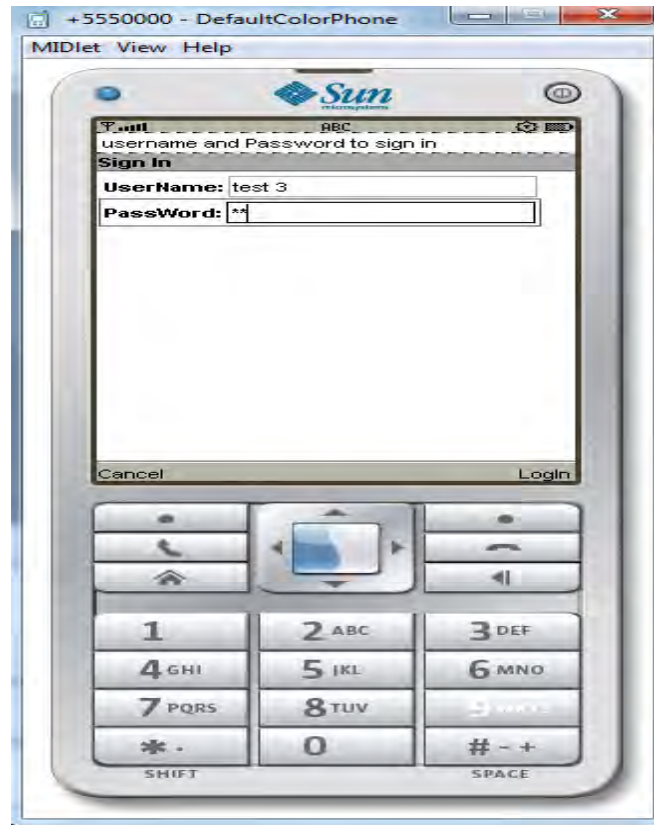 +5550000 - DefaultColorPhone
MIDlet View Help
Sun
microsystems
ABC
username and Password to sign in
Sign In
UserName: test 3
PassWord: **
Cancel LogIn
1 2 ABC 3 DEF
4 GHI 5 JKL 6 MNO
7 PQRS 8 TUV 9
* . 0 # - +
SHIFT SPACE